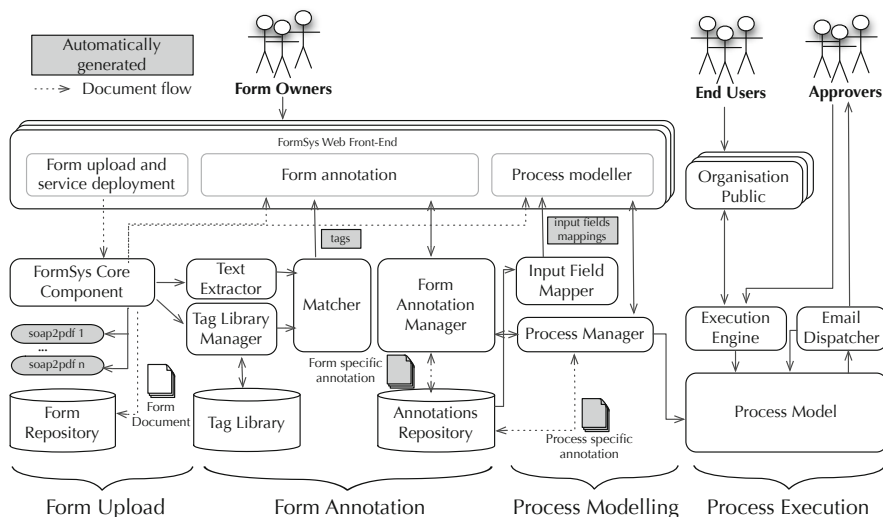 Automatically
generated
Document flow
Form Owners
End Users
Approvers
FormSys Web Front-End
Form upload and
service deployment
Form annotation
Process modeller
Organisation
Public
tags
input fields
mappings
FormSys Core
Component
Text
Extractor
Tag Library
Manager
Matcher
Form
Annotation
Manager
Input Field
Mapper
Process Manager
Execution
Engine
Email
Dispatcher
soap2pdf 1
...
soap2pdf n
Form specific
annotation
Form
Repository
Form
Document
Tag Library
Annotations
Repository
Process specific
annotation
Process Model
Form Upload
Form Annotation
Process Modelling
Process Execution